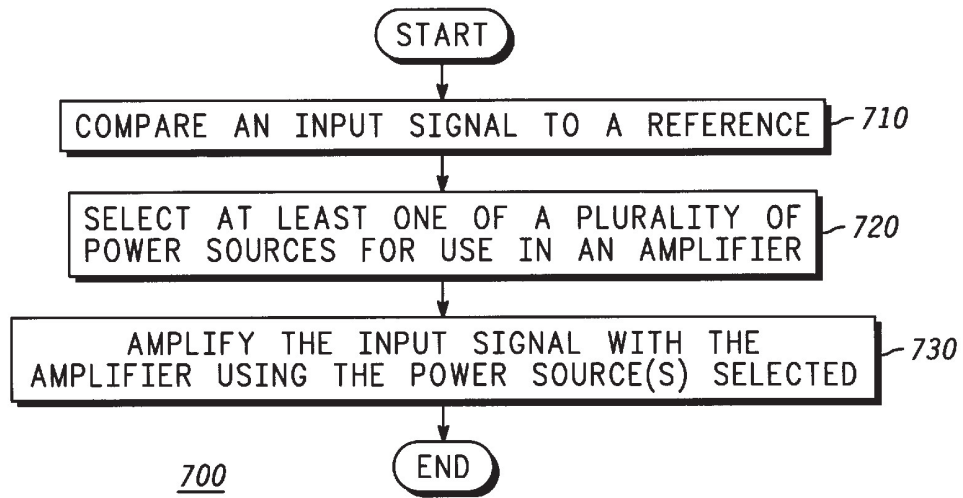 START
COMPARE AN INPUT SIGNAL TO A REFERENCE
710
SELECT AT LEAST ONE OF A PLURALITY OF
POWER SOURCES FOR USE IN AN AMPLIFIER
720
AMPLIFY THE INPUT SIGNAL WITH THE
AMPLIFIER USING THE POWER SOURCE(S) SELECTED
730
END
700